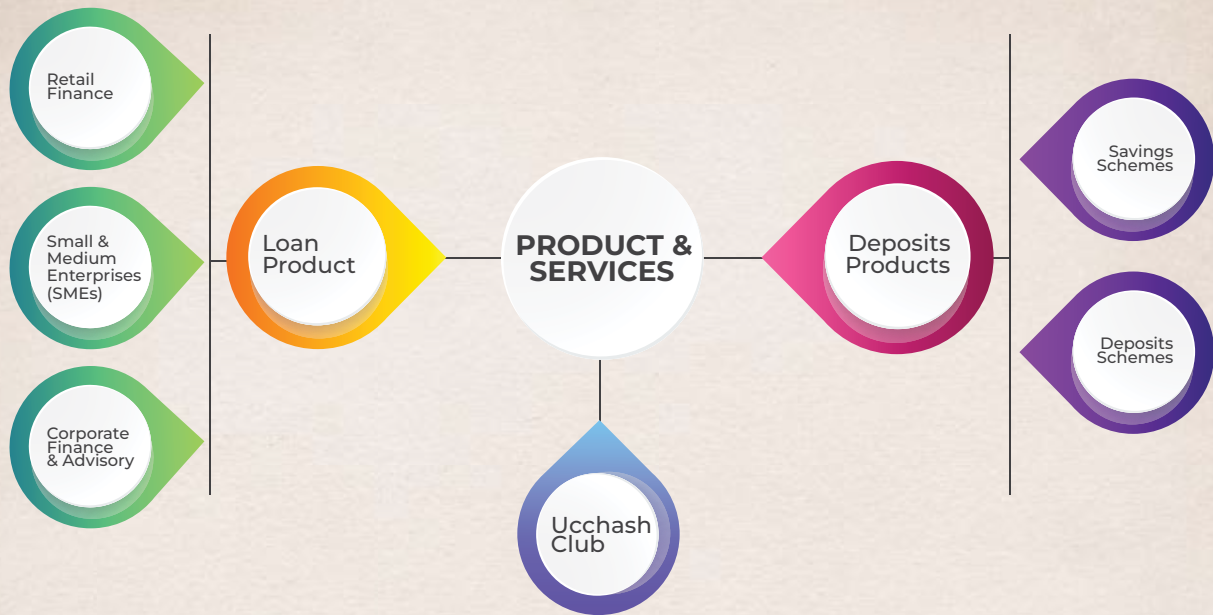 Retail
Finance
Small &
Medium
Enterprises
(SMEs)
Corporate
Finance
& Advisory
Loan
Product
PRODUCT &
SERVICES
Ucchash
Club
Deposits
Products
Savings
Schemes
Deposits
Schemes